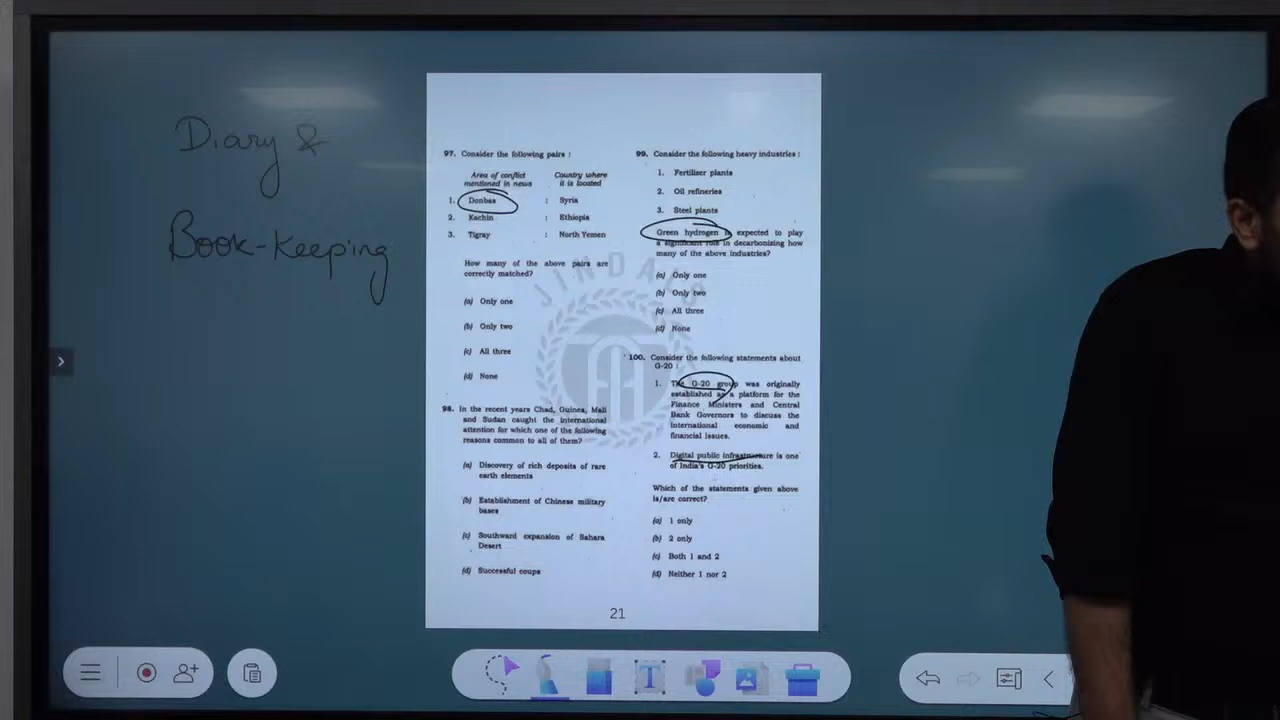 Diary &
Book-Keeping
97. Consider the following pairs :
Area of conflict mentioned in news
Country where it is located
1. Donbas : Syria
2. Kachin : Ethiopia
3. Tigray : North Yemen
How many of the above pairs are
correctly matched?
(a) Only one
(b) Only two
(c) All three
(d) None
98. In the recent years Chad, Guinea, Mali
and Sudan caught the international
attention for which one of the following
reasons common to all of them?
(a) Discovery of rich deposits of rare
earth elements
(b) Establishment of Chinese military
bases
(c) Southward expansion of Sahara
Desert
(d) Successful coups
99. Consider the following heavy industries :
1. Fertilizer plants
2. Oil refineries
3. Steel plants
Green hydrogen is expected to play
a significant role in decarbonizing how
many of the above industries?
(a) Only one
(b) Only two
(c) All three
(d) None
100. Consider the following statements about
G-20 :
1. The G-20 group was originally
established as a platform for the
Finance Ministers and Central
Bank Governors to discuss the
international economic and
financial issues.
2. Digital public infrastructure is one
of India's G-20 priorities.
Which of the statements given above
is/are correct?
(a) 1 only
(b) 2 only
(c) Both 1 and 2
(d) Neither 1 nor 2
21
T